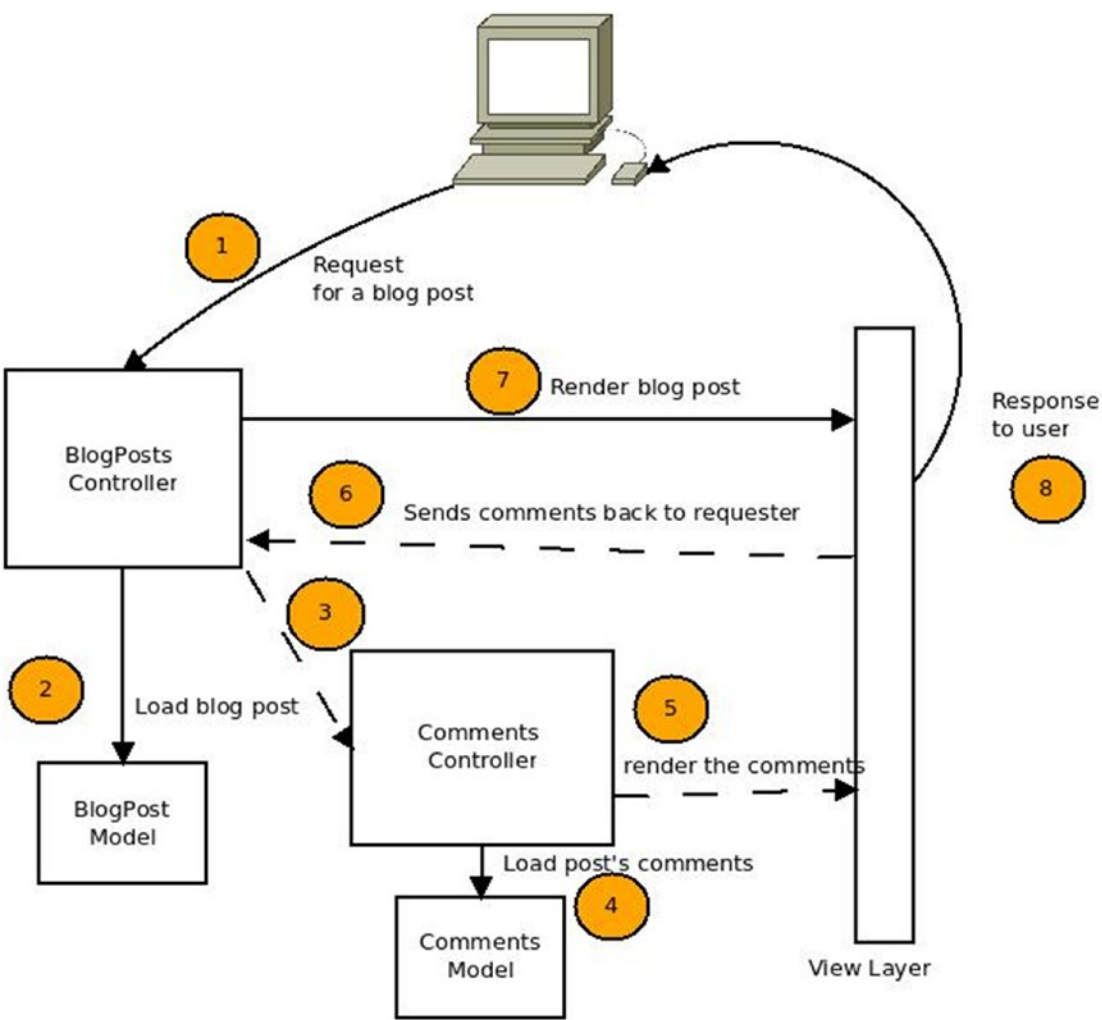 1
Request
for a blog post
7
Render blog post
Response
to user
8
BlogPosts
Controller
6
Sends comments back to requester
3
2
Load blog post
Comments
Controller
5
render the comments
BlogPost
Model
Load post's comments
4
Comments
Model
View Layer